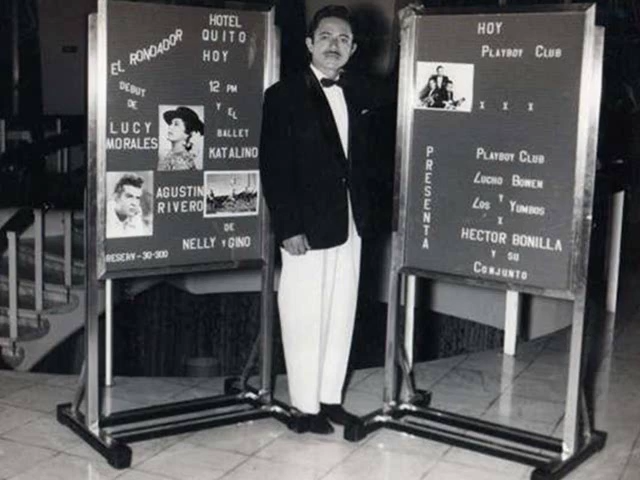 HOTEL
QUITO
HOY
EL RONDADOR
DEBUT
DE
LUCY
MORALES
12 PM
Y EL
BALLET
KATALINO
AGUSTIN
RIVERO
DE
NELLY Y GINO
RESERV-30-300
HOY
PLAYBOY CLUB
X X X
PRESENTA
PLAYBOY CLUB
LUCHO BOWEN
Y
LOS YUMBOS
X
HECTOR BONILLA
Y SU
CONJUNTO